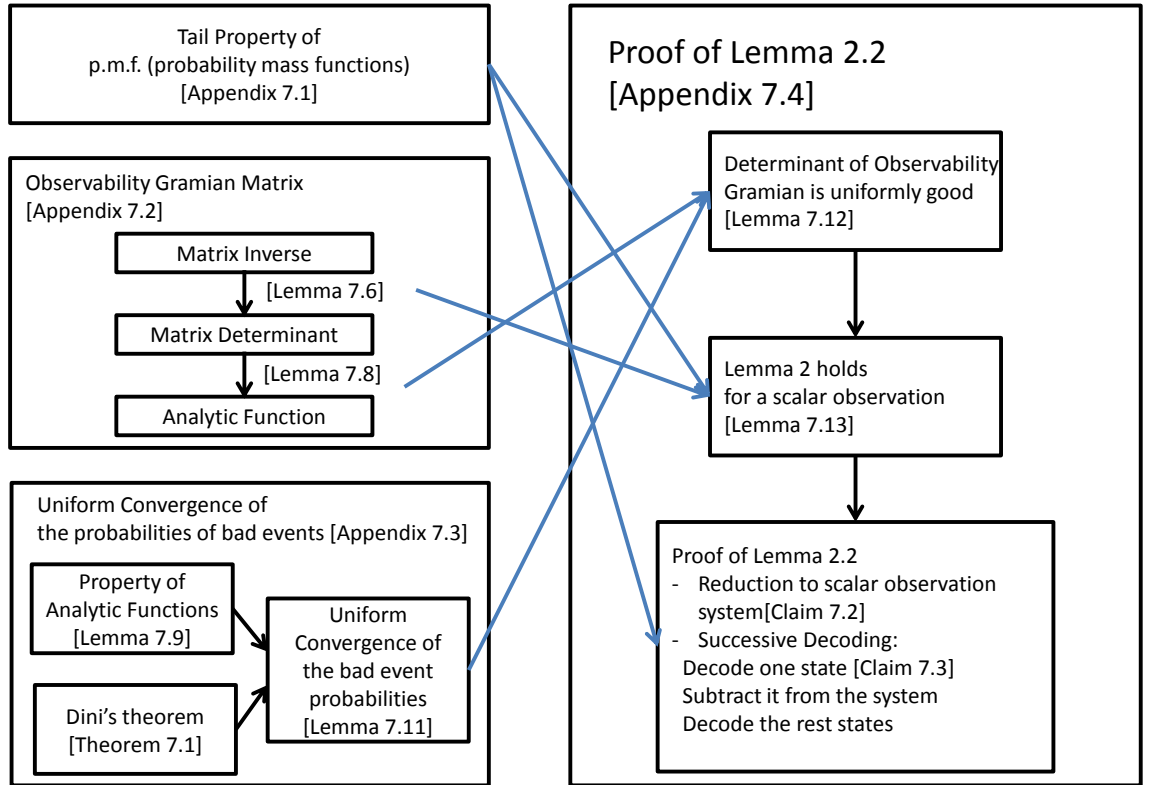 Tail Property of
p.m.f. (probability mass functions)
[Appendix 7.1]
Observability Gramian Matrix
[Appendix 7.2]
Matrix Inverse
[Lemma 7.6]
Matrix Determinant
[Lemma 7.8]
Analytic Function
Uniform Convergence of
the probabilities of bad events [Appendix 7.3]
Property of
Analytic Functions
[Lemma 7.9]
Dini's theorem
[Theorem 7.1]
Uniform
Convergence of
the bad event
probabilities
[Lemma 7.11]
Proof of Lemma 2.2
[Appendix 7.4]
Determinant of Observability
Gramian is uniformly good
[Lemma 7.12]
Lemma 2 holds
for a scalar observation
[Lemma 7.13]
Proof of Lemma 2.2
- Reduction to scalar observation
system[Claim 7.2]
- Successive Decoding:
Decode one state [Claim 7.3]
Subtract it from the system
Decode the rest states